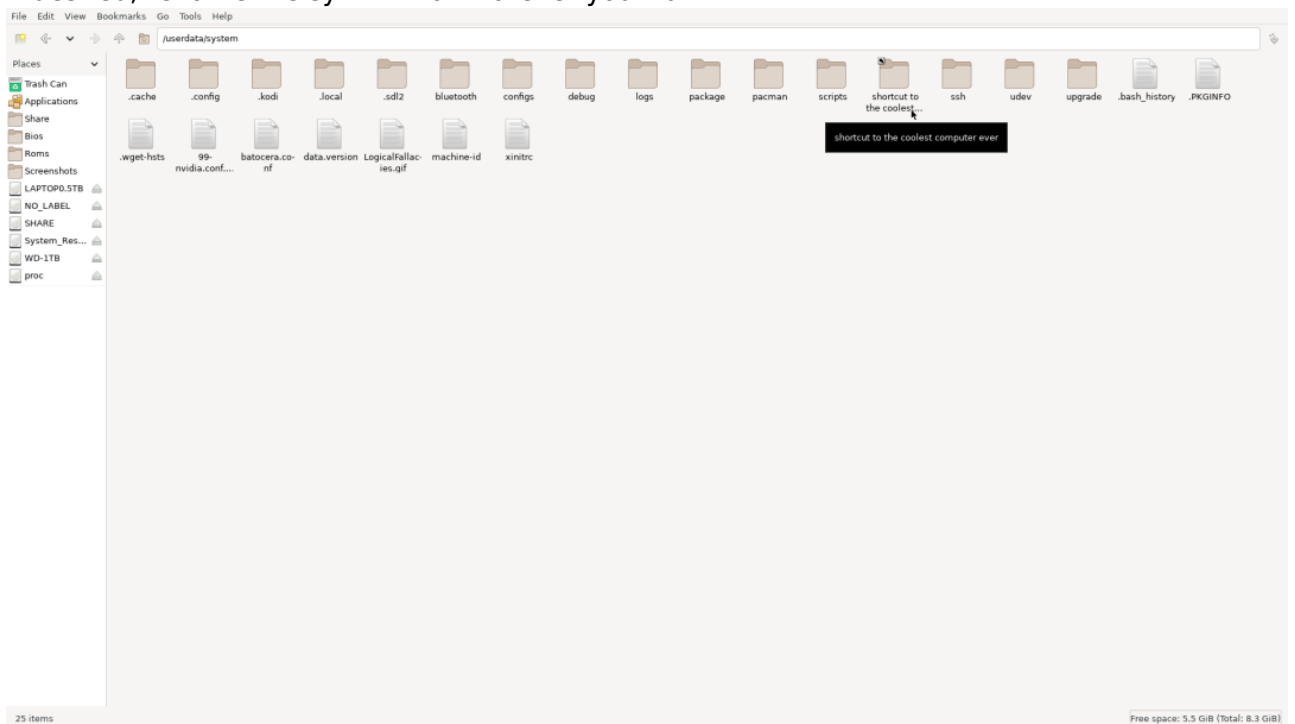 File Edit View Bookmarks Go Tools Help
/userdata/system
Places
Trash Can
Applications
Share
Bios
Roms
Screenshots
LAPTOP0.5TB
NO_LABEL
SHARE
System_Res...
WD-1TB
proc
.cache .config .kodi .local .sdl2 bluetooth configs debug logs package pacman scripts shortcut to ssh udev upgrade .bash_history .PKGINFO
the coolest...
shortcut to the coolest computer ever
.wget-hsts 99- batocera.co- data.version LogicalFallac- machine-id xinitrc
nvidia.conf.... nf ies.gif
25 items
Free space: 5.5 GiB (Total: 8.3 GiB)